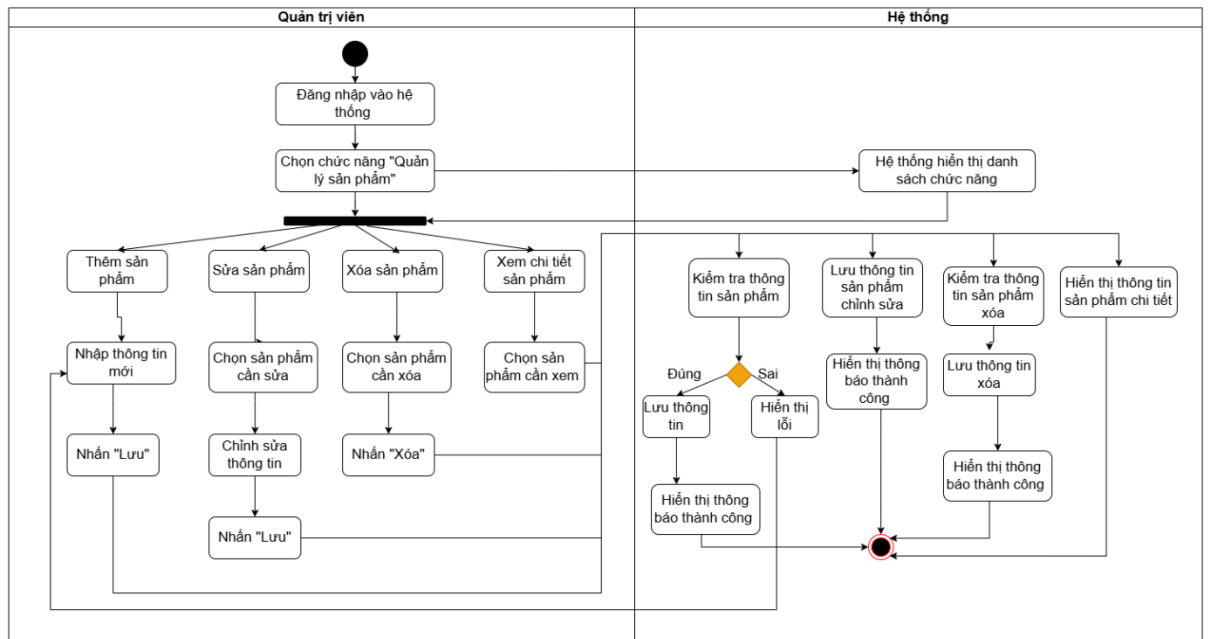 Quản trị viên
Hệ thống
Đăng nhập vào hệ
thống
Chọn chức năng "Quản
lý sản phẩm"
Hệ thống hiển thị danh
sách chức năng
Thêm sản
phẩm
Sửa sản phẩm
Xóa sản phẩm
Xem chi tiết
sản phẩm
Kiểm tra thông
tin sản phẩm
Lưu thông tin
sản phẩm
chỉnh sửa
Kiểm tra thông
tin sản phẩm
xóa
Hiển thị thông tin
sản phẩm chi tiết
Nhập thông tin
mới
Chọn sản phẩm
cần sửa
Chọn sản phẩm
cần xóa
Chọn sản
phẩm cần xem
Đúng
Sai
Hiển thị thông
báo thành
công
Lưu thông tin
xóa
Lưu thông
tin
Hiển thị
lỗi
Nhấn "Lưu"
Chỉnh sửa
thông tin
Nhấn "Xóa"
Hiển thị thông
báo thành công
Hiển thị thông
báo thành công
Nhấn "Lưu"